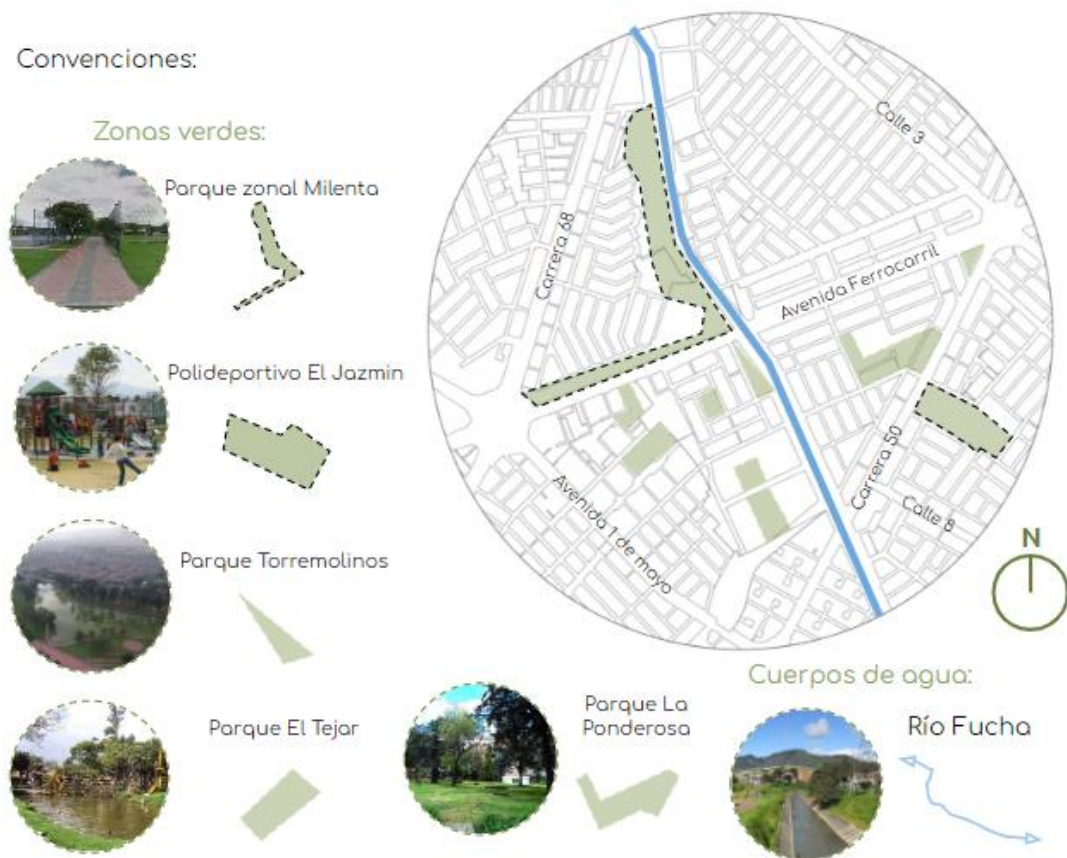 Convenciones:
Zonas verdes:
Parque zonal Milenta
Polideportivo El Jazmin
Parque Torremolinos
Parque El Tejar
Parque La
Ponderosa
Calle 3
Carrera 68
Avenida Ferrocarril
Carrera 50
Calle 8
Avenida 1 de mayo
N
Cuerpos de agua:
Río Fucha